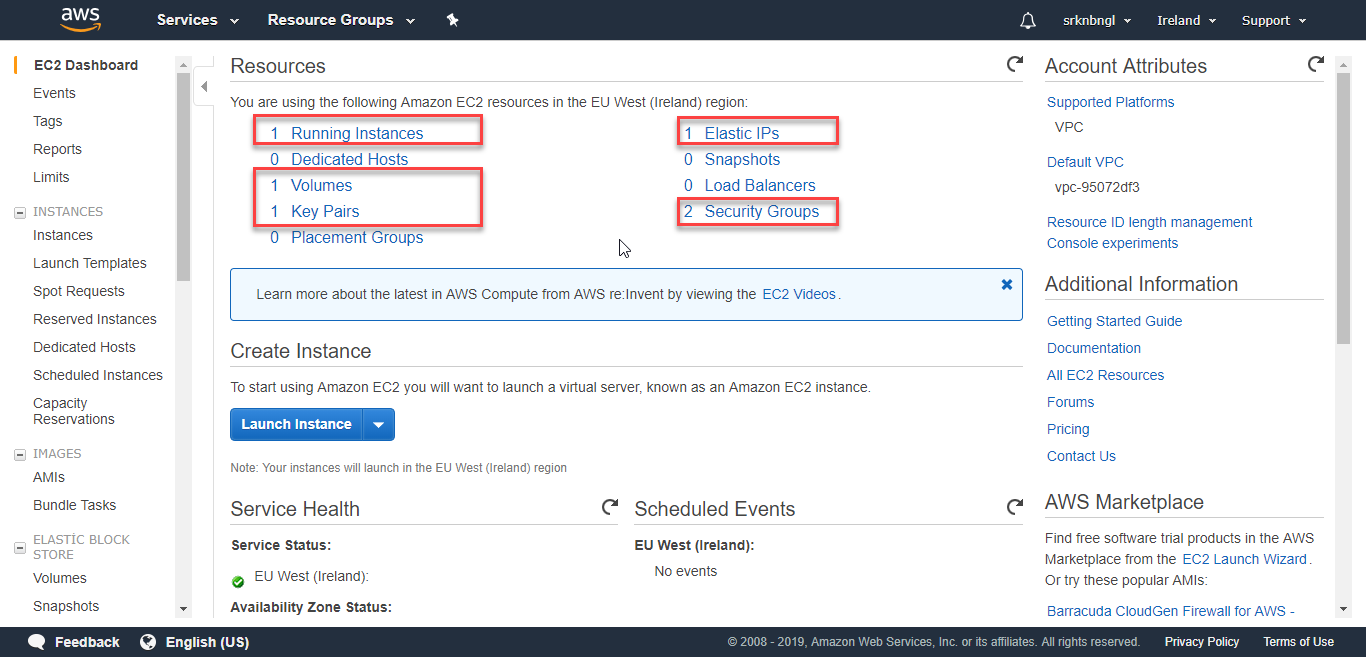 aws
Services
Resource Groups
srknbngl
Ireland
Support
EC2 Dashboard
Events
Tags
Reports
Limits
INSTANCES
Instances
Launch Templates
Spot Requests
Reserved Instances
Dedicated Hosts
Scheduled Instances
Capacity
Reservations
IMAGES
AMIs
Bundle Tasks
ELASTİC BLOCK
STORE
Volumes
Snapshots
Resources
You are using the following Amazon EC2 resources in the EU West (Ireland) region:
1 Running Instances
0 Dedicated Hosts
1 Volumes
1 Key Pairs
0 Placement Groups
1 Elastic IPs
0 Snapshots
0 Load Balancers
2 Security Groups
Learn more about the latest in AWS Compute from AWS re:Invent by viewing the EC2 Videos.
Create Instance
To start using Amazon EC2 you will want to launch a virtual server, known as an Amazon EC2 instance.
Launch Instance
Note: Your instances will launch in the EU West (Ireland) region
Service Health
Service Status:
EU West (Ireland):
Availability Zone Status:
Scheduled Events
EU West (Ireland):
No events
Account Attributes
Supported Platforms
VPC
Default VPC
vpc-95072df3
Resource ID length management
Console experiments
Additional Information
Getting Started Guide
Documentation
All EC2 Resources
Forums
Pricing
Contact Us
AWS Marketplace
Find free software trial products in the AWS
Marketplace from the EC2 Launch Wizard.
Or try these popular AMIs:
Barracuda CloudGen Firewall for AWS -
Feedback
English (US)
© 2008 - 2019, Amazon Web Services, Inc. or its affiliates. All rights reserved.
Privacy Policy
Terms of Use